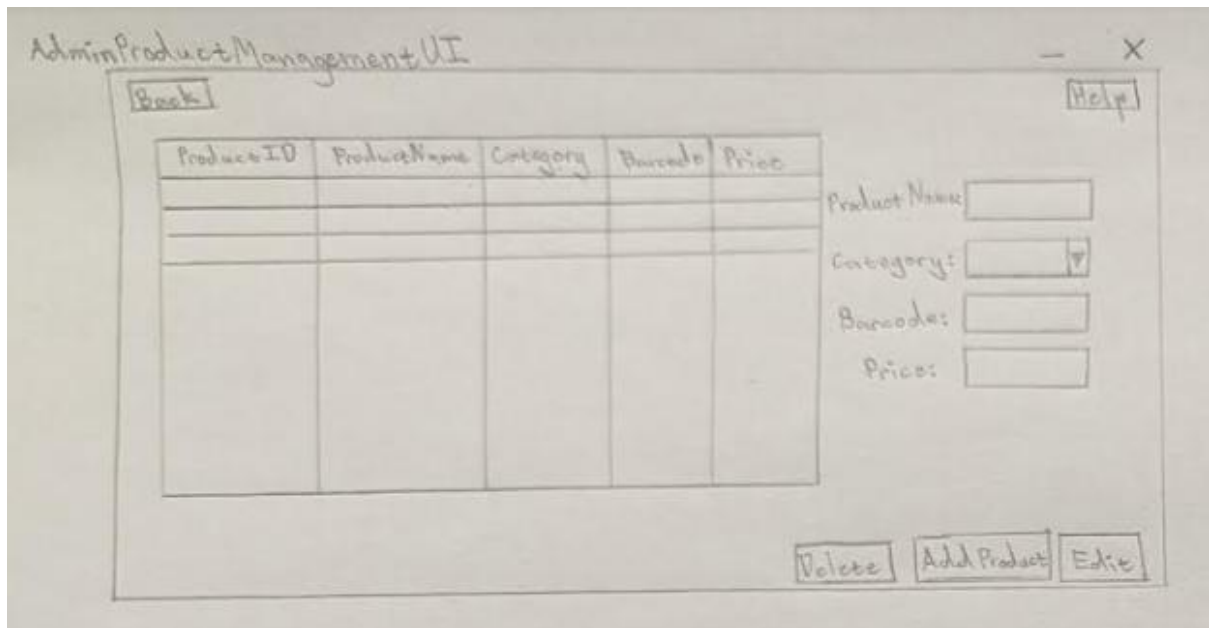 AdminProductManagementUI — X
Back Help
ProductID ProductName Category Barcode Price
Product Name
Category:
Barcode:
Price:
Delete Add Product Edit